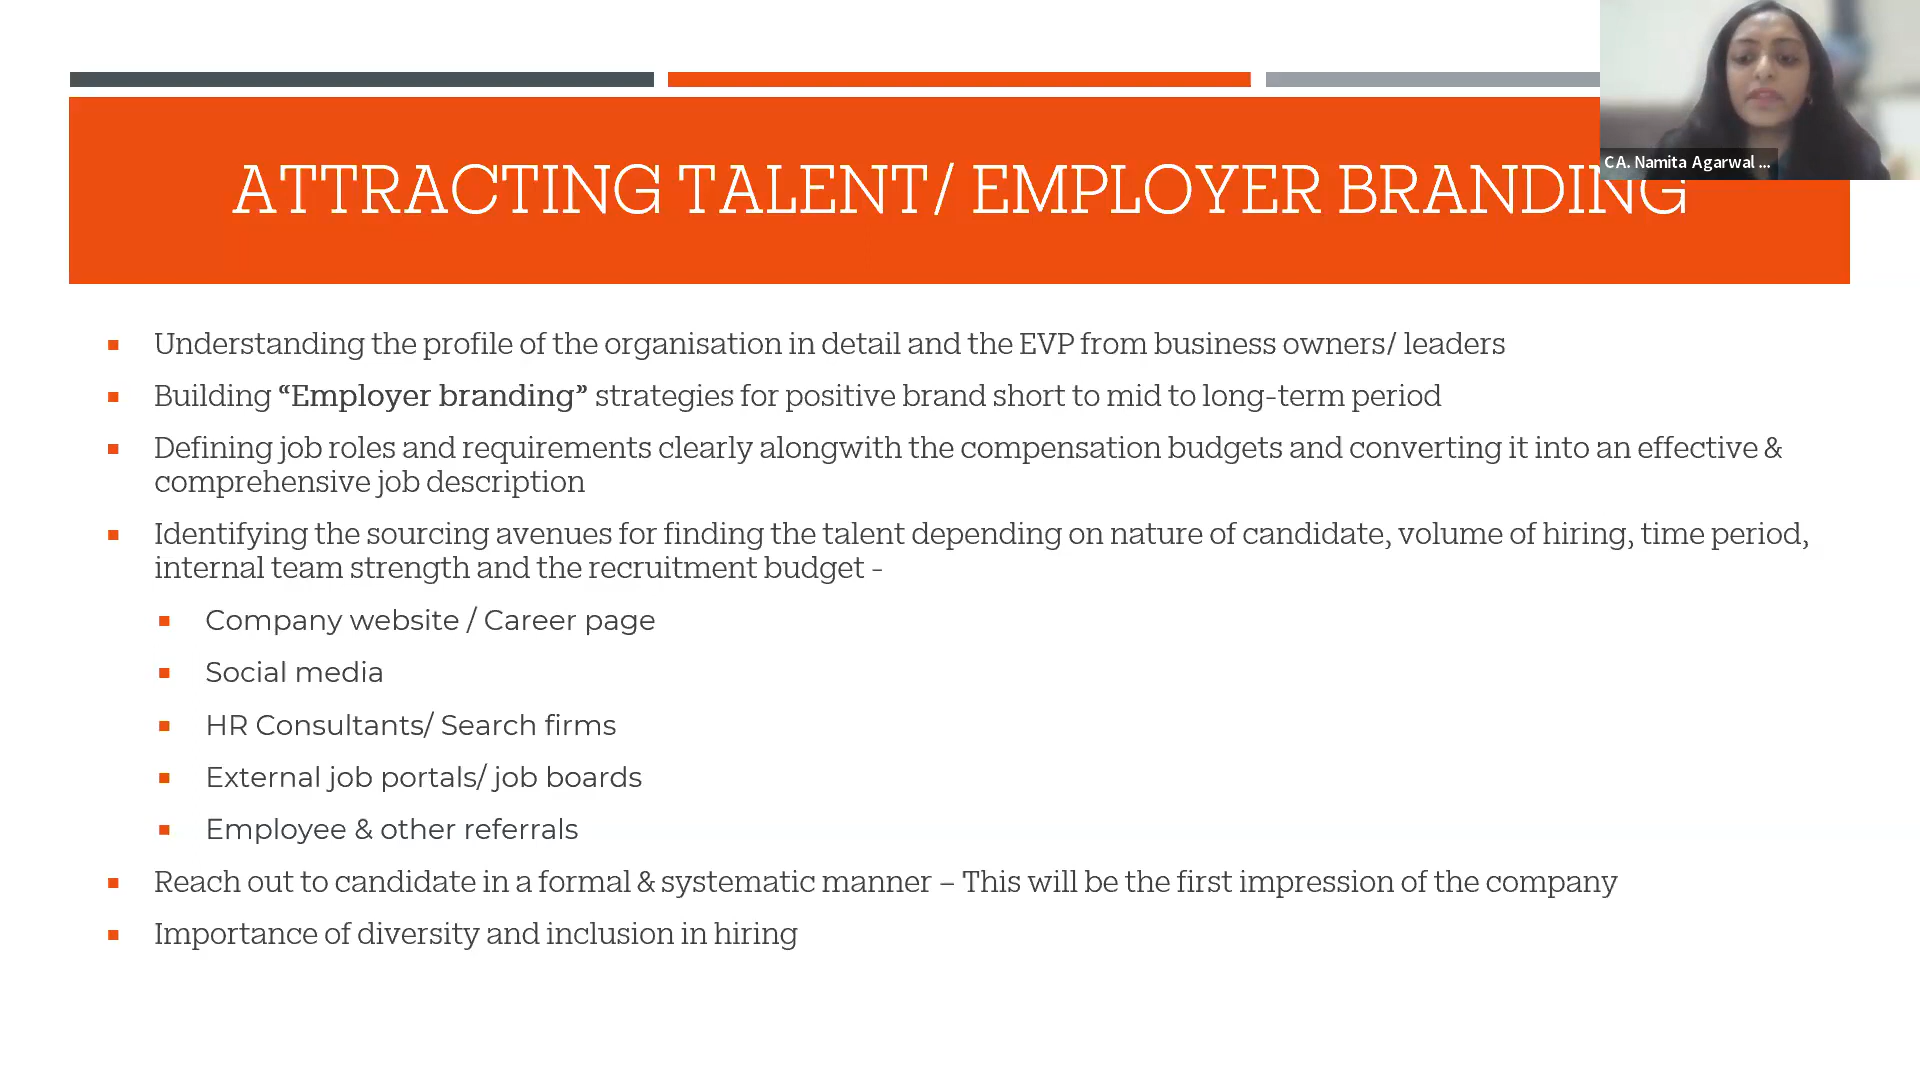 CA. Namita Agarwal ...
ATTRACTING TALENT/ EMPLOYER BRANDING
Understanding the profile of the organisation in detail and the EVP from business owners/ leaders
Building “Employer branding” strategies for positive brand short to mid to long-term period
Defining job roles and requirements clearly alongwith the compensation budgets and converting it into an effective &
comprehensive job description
Identifying the sourcing avenues for finding the talent depending on nature of candidate, volume of hiring, time period,
internal team strength and the recruitment budget -
Company website / Career page
Social media
HR Consultants/ Search firms
External job portals/ job boards
Employee & other referrals
Reach out to candidate in a formal & systematic manner – This will be the first impression of the company
Importance of diversity and inclusion in hiring